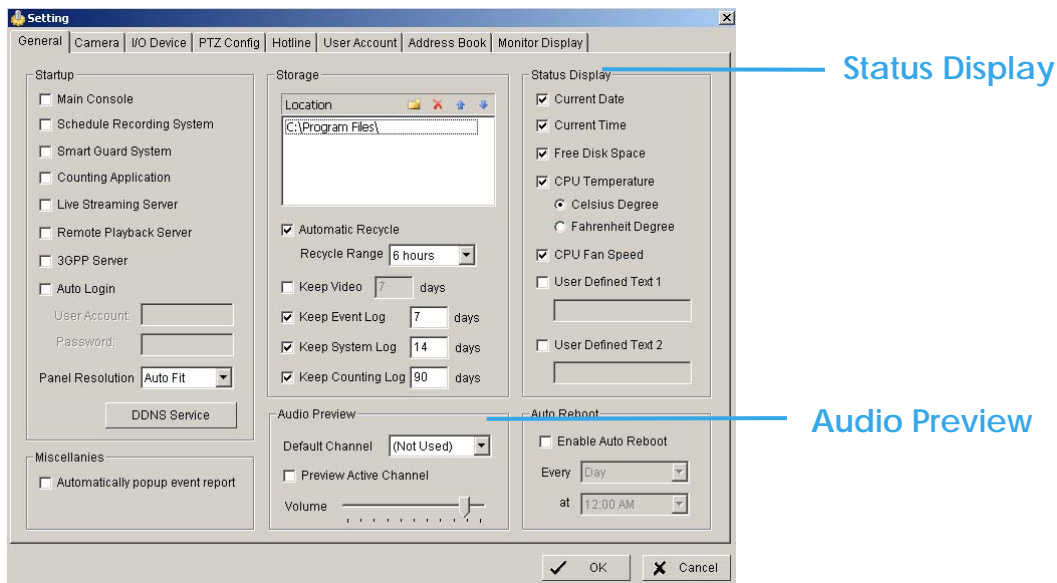 Setting
General
Camera
I/O Device
PTZ Config
Hotline
User Account
Address Book
Monitor Display
Startup
Main Console
Schedule Recording System
Smart Guard System
Counting Application
Live Streaming Server
Remote Playback Server
3GPP Server
Auto Login
User Account:
Password:
Panel Resolution Auto Fit
DDNS Service
Miscellanies
Automatically popup event report
Storage
Location
C:\Program Files\
Automatic Recycle
Recycle Range 6 hours
Keep Video 7 days
Keep Event Log 7 days
Keep System Log 14 days
Keep Counting Log 90 days
Audio Preview
Default Channel (Not Used)
Preview Active Channel
Volume
Status Display
Current Date
Current Time
Free Disk Space
CPU Temperature
Celsius Degree
Fahrenheit Degree
CPU Fan Speed
User Defined Text 1
User Defined Text 2
Auto Reboot
Enable Auto Reboot
Every Day
at 12:00 AM
OK
Cancel
Status Display
Audio Preview